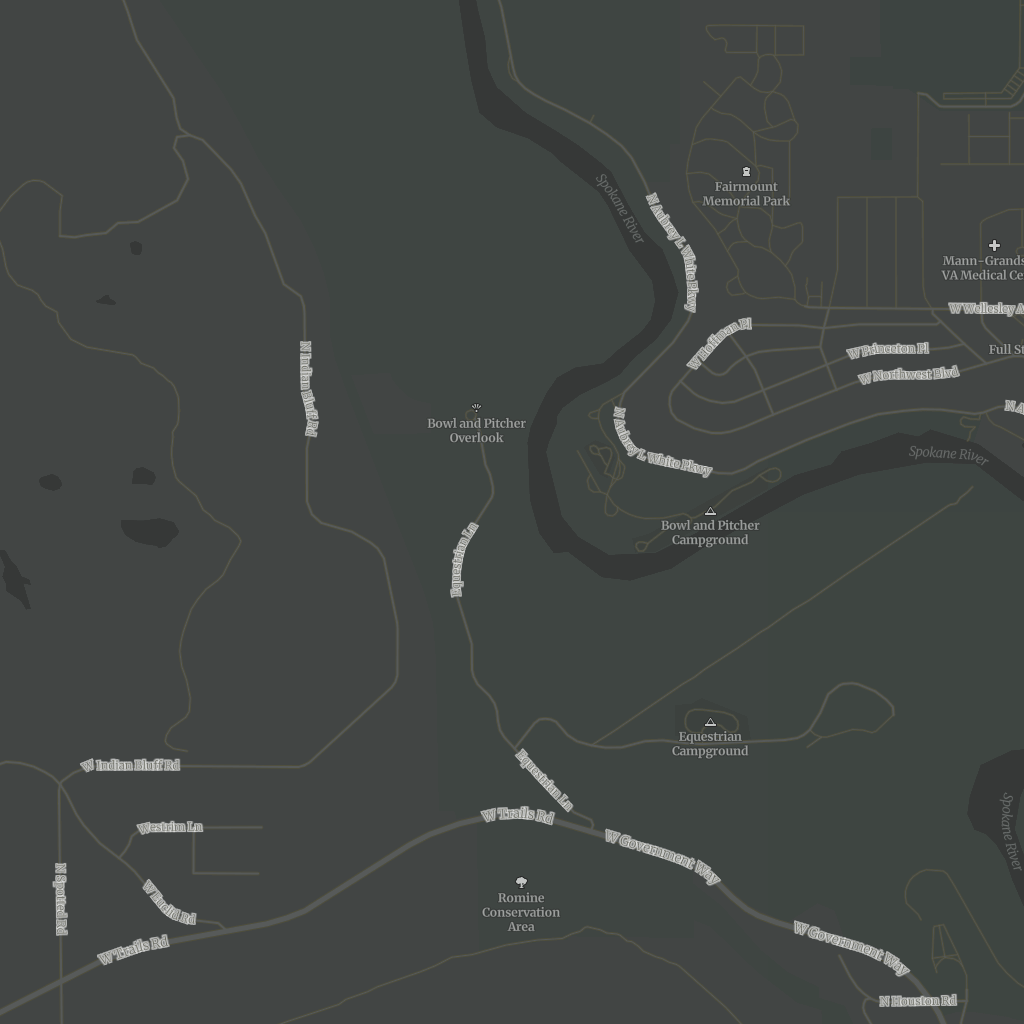 Spokane River
Fairmount
Memorial Park
N Aubrey L White Pkwy
Mann-Grands
VA Medical Ce
W Wellesley A
W Hoffman Pl
W Princeton Pl
Full St
W Northwest Blvd
N Indian Bluff Rd
N A
Bowl and Pitcher
Overlook
N Aubrey L White Pkwy
Spokane River
Bowl and Pitcher
Campground
Equestrian Ln
Equestrian
Campground
W Indian Bluff Rd
Equestrian Ln
Spokane River
W Trails Rd
Westrim Ln
W Government Way
N Spotted Rd
W Euclid Rd
Romine
Conservation
Area
W Trails Rd
W Government Way
N Houston Rd